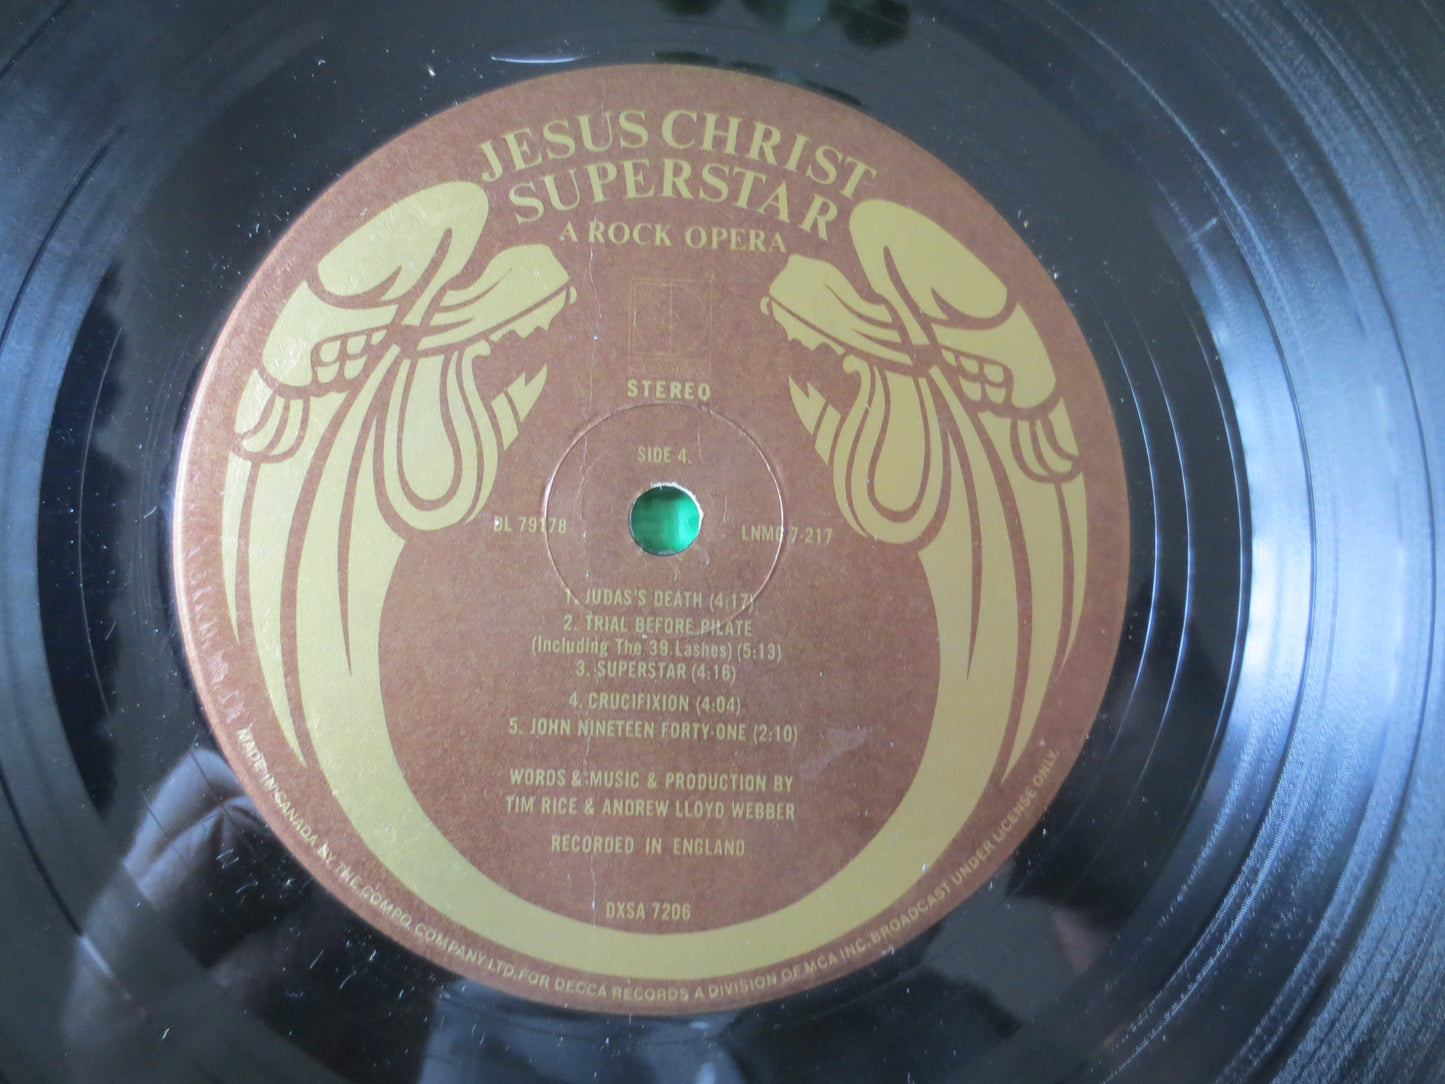 JESUS CHRIST
SUPERSTAR
A ROCK OPERA
STEREO
SIDE 4.
DL 79178
LNMC 7-217
1. JUDAS'S DEATH (4:17)
2. TRIAL BEFORE PILATE
(Including The 39 Lashes) (5:13)
3. SUPERSTAR (4:16)
4. CRUCIFIXION (4:04)
5. JOHN NINETEEN FORTY-ONE (2:10)
WORDS & MUSIC & PRODUCTION BY
TIM RICE & ANDREW LLOYD WEBBER
RECORDED IN ENGLAND
DXSA 7206
MADE IN CANADA BY THE COMPO COMPANY LTD. FOR DECCA RECORDS A DIVISION OF MCA INC. BROADCAST UNDER LICENSE ONLY.